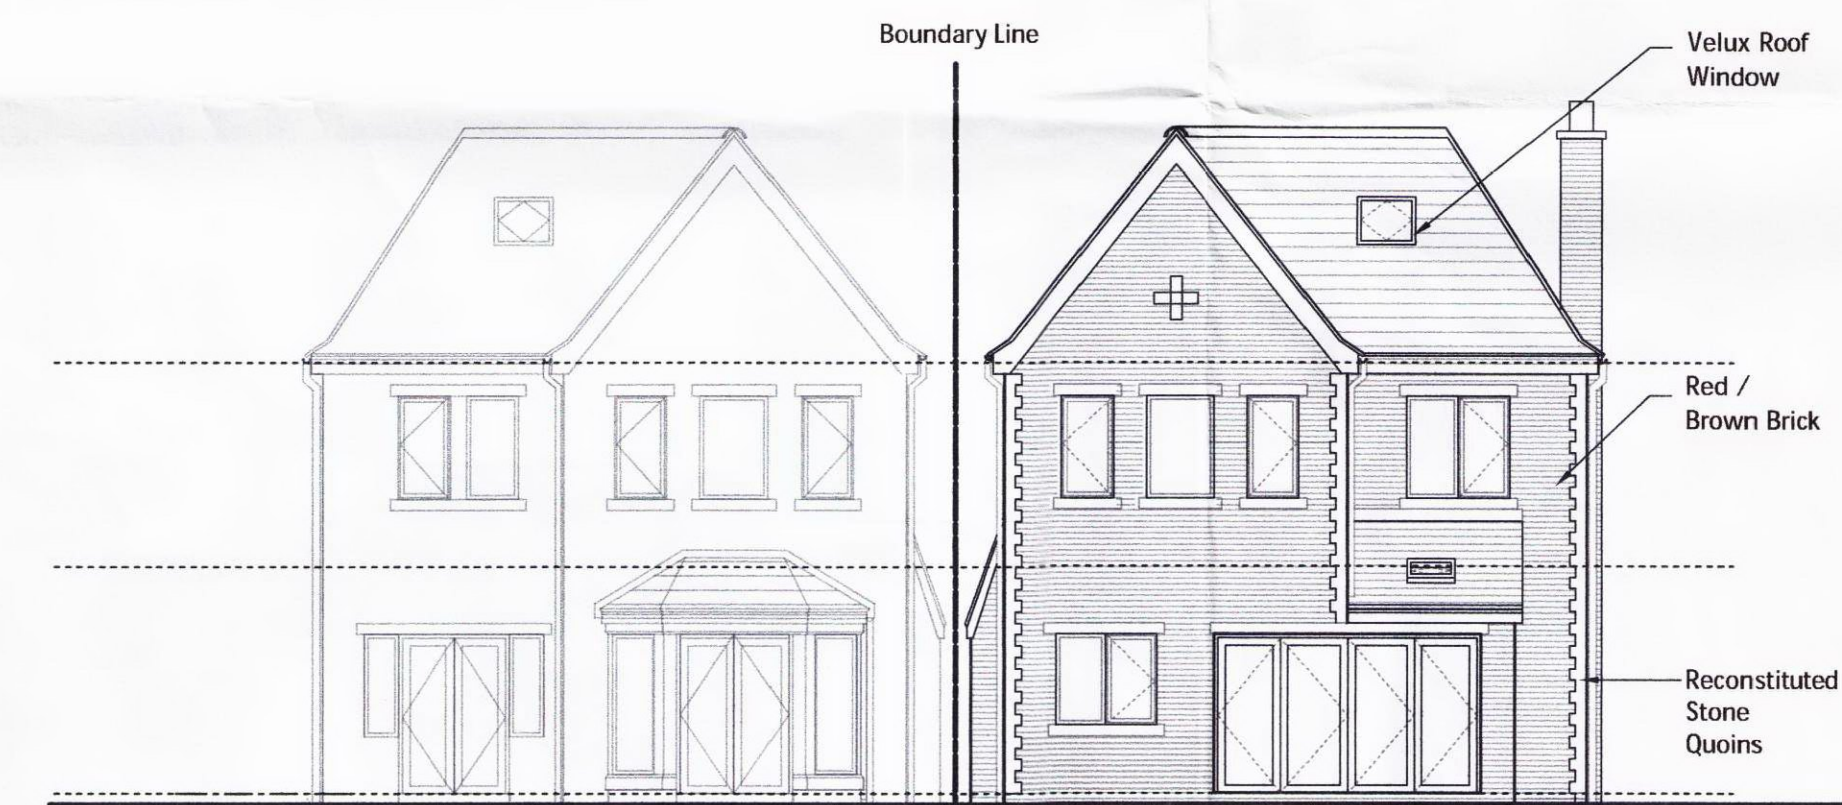 Boundary Line
Velux Roof
Window
Red /
Brown Brick
Reconstituted
Stone
Quoins